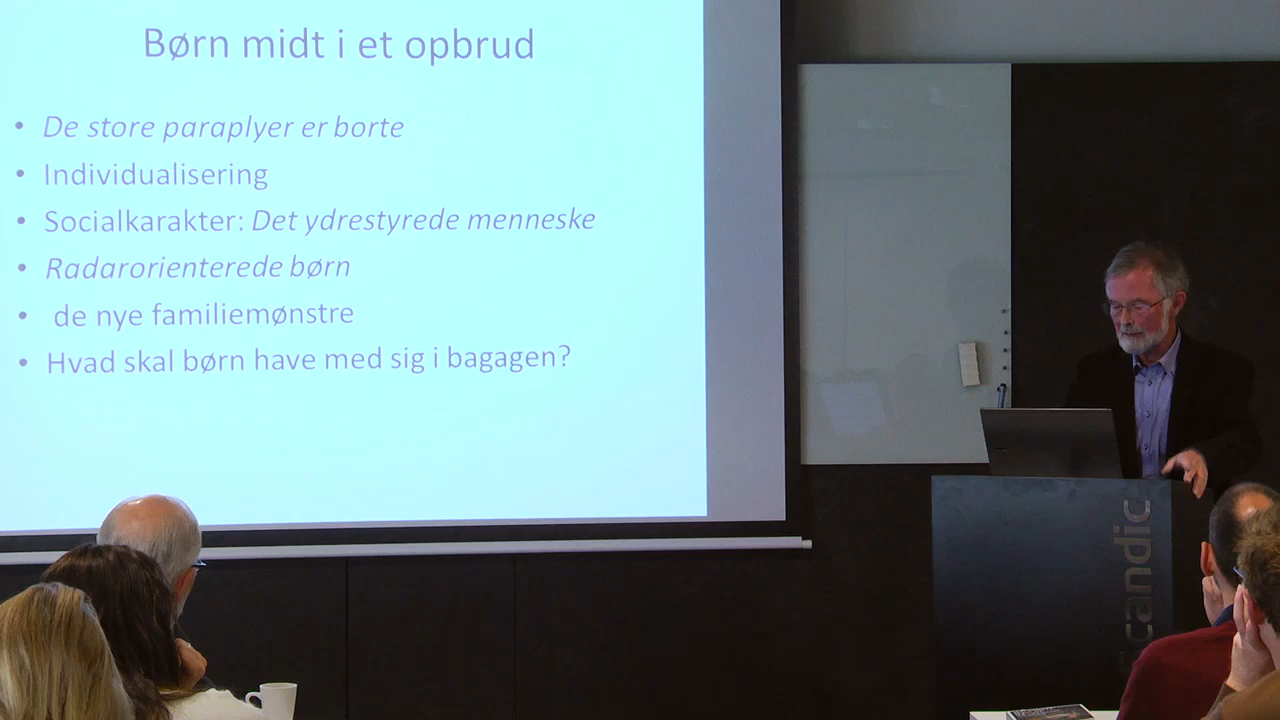 Børn midt i et opbrud
• De store paraplyer er borte
• Individualisering
• Socialkarakter: Det ydrestyrede menneske
• Radarorienterede børn
• de nye familiemønstre
• Hvad skal børn have med sig i bagagen?
Scandic